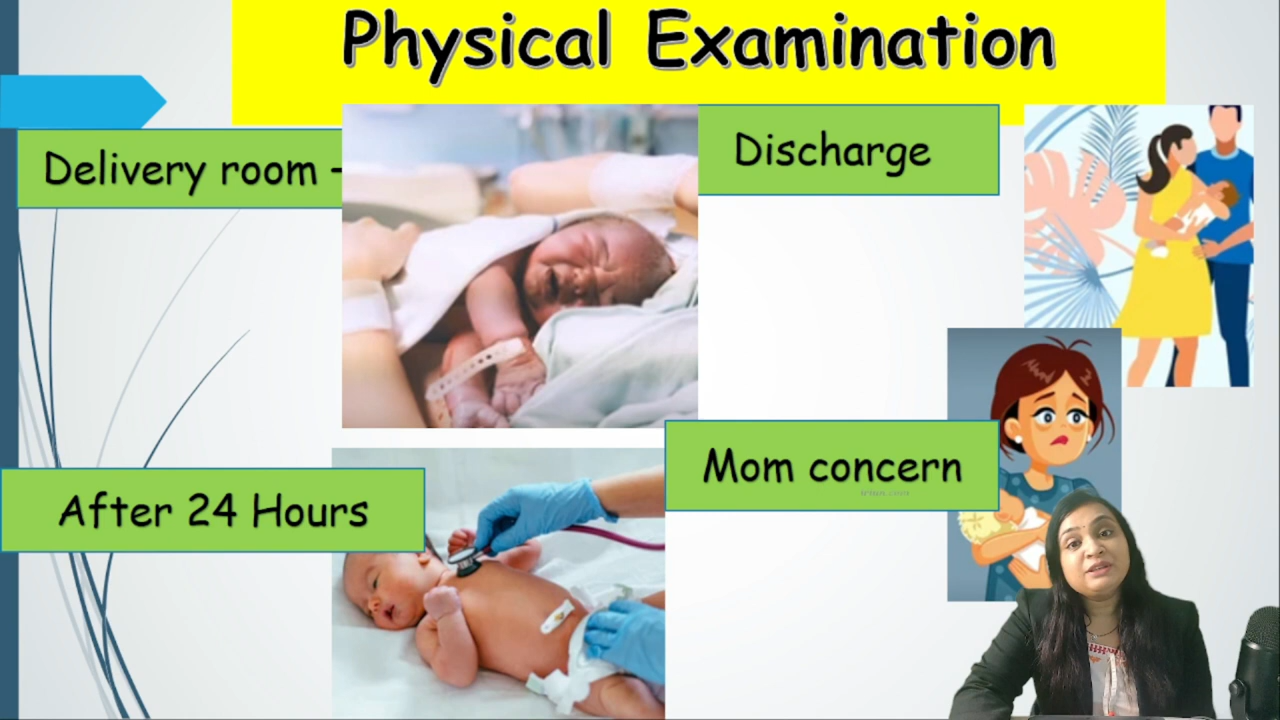 Physical Examination
Delivery room -
Discharge
Mom concern
After 24 Hours